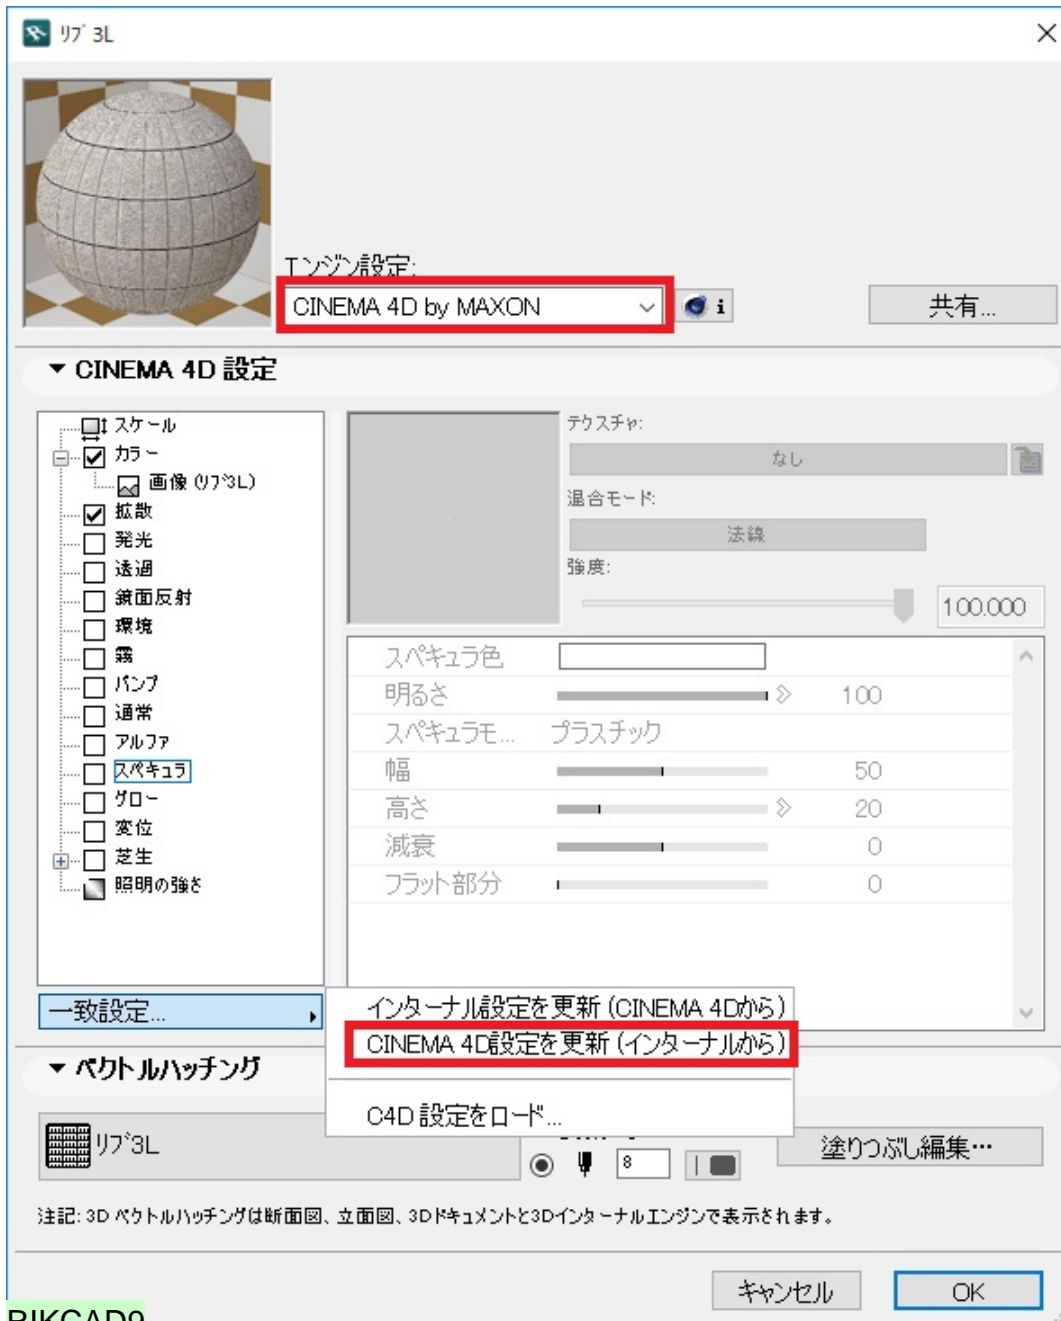 ﾘﾌﾞ 3L
エンジン設定:
CINEMA 4D by MAXON
i
共有...
▼ CINEMA 4D 設定
スケール
カラー
画像 (ﾘﾌﾞ3L)
拡散
発光
透過
鏡面反射
環境
霧
バンプ
通常
アルファ
スペキュラ
グロー
変位
芝生
照明の強さ
テクスチャ:
なし
混合モード:
法線
強度:
100.000
スペキュラ色
明るさ 100
スペキュラモ... プラスチック
幅 50
高さ 20
減衰 0
フラット部分 0
一致設定...
インターナル設定を更新 (CINEMA 4Dから)
CINEMA 4D設定を更新 (インターナルから)
C4D 設定をロード...
▼ ベクトルハッチング
ﾘﾌﾞ3L
8
塗りつぶし編集…
注記: 3D ベクトルハッチングは断面図、立面図、3Dドキュメントと3Dインターナルエンジンで表示されます。
キャンセル
OK